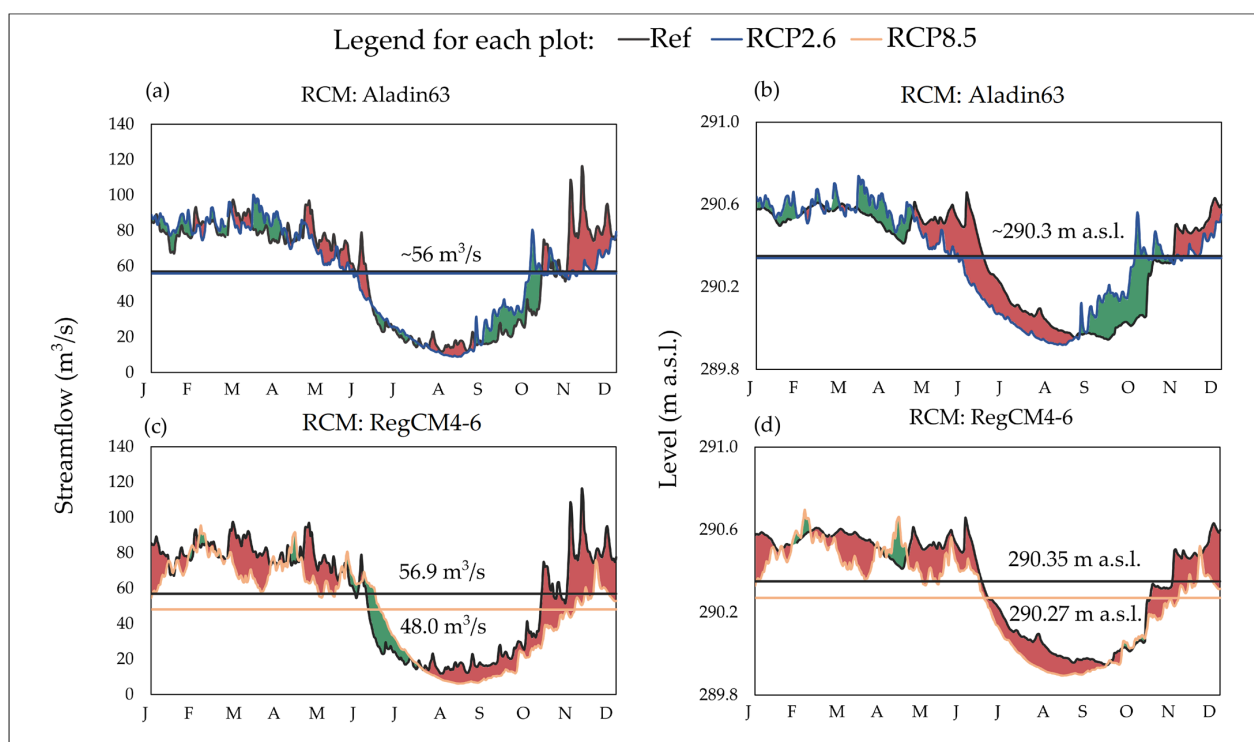 Legend for each plot: Ref RCP2.6 RCP8.5
(a) RCM: Aladin63
140
120
100
80
60
40
20
0
~56 m³/s
J F M A M J J A S O N D
(b) RCM: Aladin63
291.0
290.6
290.2
289.8
~290.3 m a.s.l.
J F M A M J J A S O N D
Streamflow (m³/s)
Level (m a.s.l.)
(c) RCM: RegCM4-6
140
120
100
80
60
40
20
0
56.9 m³/s
48.0 m³/s
J F M A M J J A S O N D
(d) RCM: RegCM4-6
291.0
290.6
290.2
289.8
290.35 m a.s.l.
290.27 m a.s.l.
J F M A M J J A S O N D